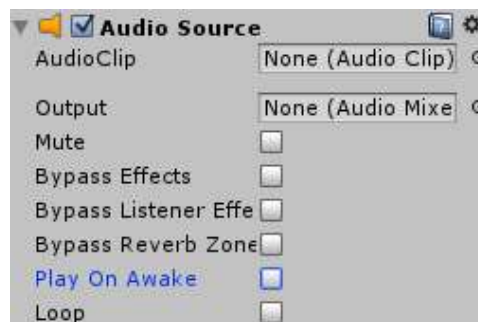 Audio Source
AudioClip None (Audio Clip)
Output None (Audio Mixe
Mute
Bypass Effects
Bypass Listener Effe
Bypass Reverb Zone
Play On Awake
Loop